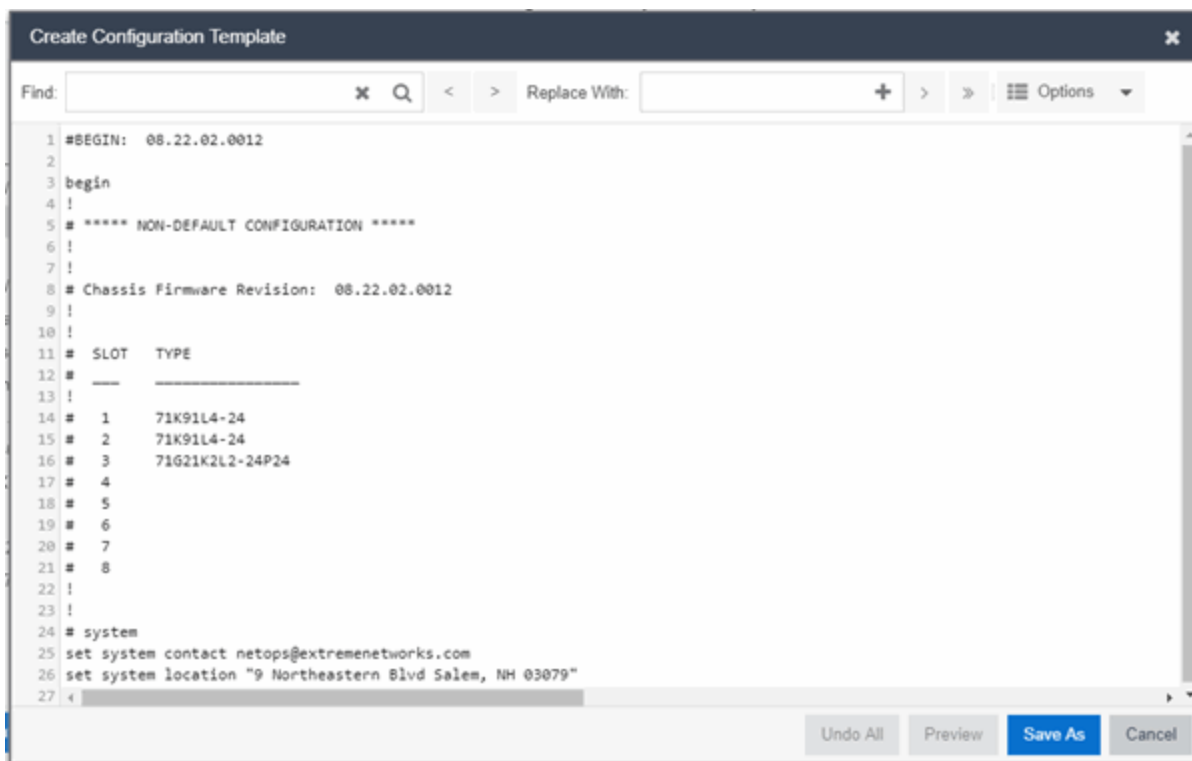 Create Configuration Template
Find: Replace With: Options
1 #BEGIN:  08.22.02.0012
2
3 begin
4 !
5 # ***** NON-DEFAULT CONFIGURATION *****
6 !
7 !
8 # Chassis Firmware Revision:  08.22.02.0012
9 !
10 !
11 #  SLOT   TYPE
12 #  ___    ________________
13 !
14 #   1     71K91L4-24
15 #   2     71K91L4-24
16 #   3     71G21K2L2-24P24
17 #   4
18 #   5
19 #   6
20 #   7
21 #   8
22 !
23 !
24 # system
25 set system contact netops@extremenetworks.com
26 set system location "9 Northeastern Blvd Salem, NH 03079"
27
Undo All Preview Save As Cancel